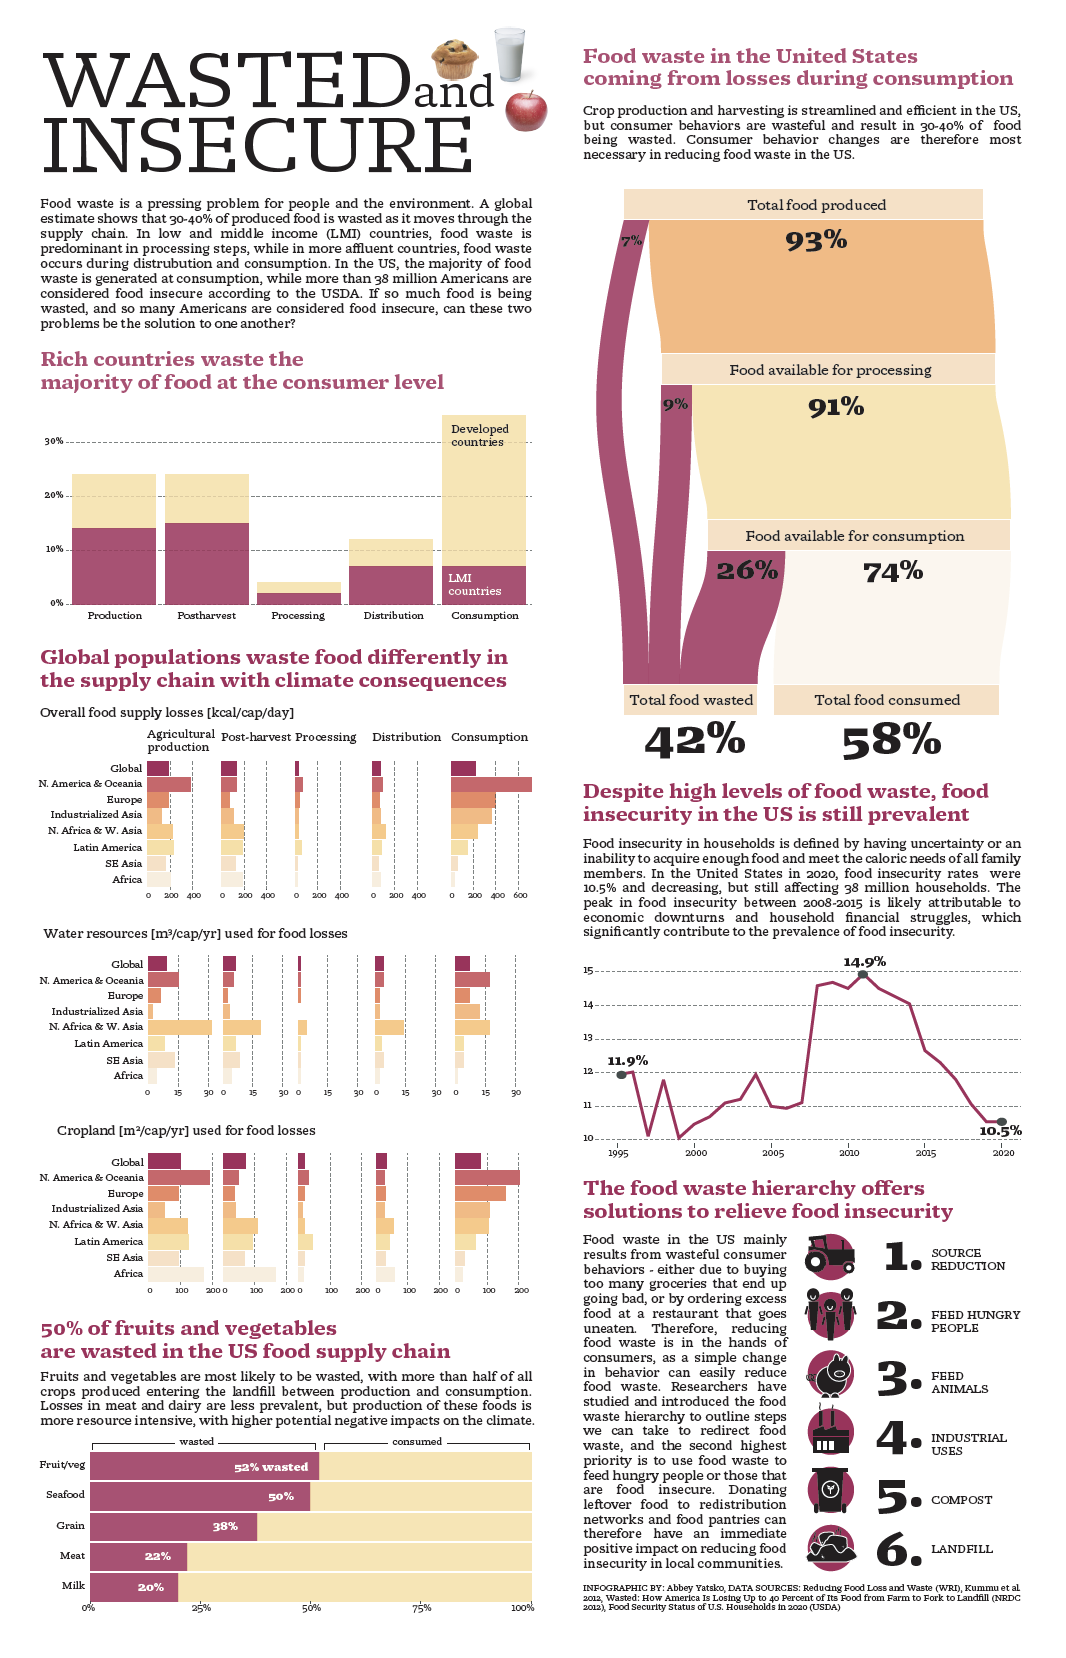 WASTED and
INSECURE
Food waste is a pressing problem for people and the environment. A global
estimate shows that 30-40% of produced food is wasted as it moves through the
supply chain. In low and middle income (LMI) countries, food waste is
predominant in processing steps, while in more affluent countries, food waste
occurs during distrubution and consumption. In the US, the majority of food
waste is generated at consumption, while more than 38 million Americans are
considered food insecure according to the USDA. If so much food is being
wasted, and so many Americans are considered food insecure, can these two
problems be the solution to one another?
Rich countries waste the
majority of food at the consumer level
Developed
countries
30%
20%
10%
0%
LMI
countries
Production Postharvest Processing Distribution Consumption
Global populations waste food differently in
the supply chain with climate consequences
Overall food supply losses [kcal/cap/day]
Agricultural
production Post-harvest Processing Distribution Consumption
Global
N. America & Oceania
Europe
Industrialized Asia
N. Africa & W. Asia
Latin America
SE Asia
Africa
0 200 400 0 200 400 0 200 400 0 200 400 0 200 400 600
Water resources [m³/cap/yr] used for food losses
Global
N. America & Oceania
Europe
Industrialized Asia
N. Africa & W. Asia
Latin America
SE Asia
Africa
0 15 30 0 15 30 0 15 30 0 15 30 0 15 30
Cropland [m²/cap/yr] used for food losses
Global
N. America & Oceania
Europe
Industrialized Asia
N. Africa & W. Asia
Latin America
SE Asia
Africa
0 100 200 0 100 200 0 100 200 0 100 200 0 100 200
50% of fruits and vegetables
are wasted in the US food supply chain
Fruits and vegetables are most likely to be wasted, with more than half of all
crops produced entering the landfill between production and consumption.
Losses in meat and dairy are less prevalent, but production of these foods is
more resource intensive, with higher potential negative impacts on the climate.
wasted consumed
Fruit/veg 52% wasted
Seafood 50%
Grain 38%
Meat 22%
Milk 20%
0% 25% 50% 75% 100%
Food waste in the United States
coming from losses during consumption
Crop production and harvesting is streamlined and efficient in the US,
but consumer behaviors are wasteful and result in 30-40% of food
being wasted. Consumer behavior changes are therefore most
necessary in reducing food waste in the US.
Total food produced
7% 93%
Food available for processing
9% 91%
Food available for consumption
26% 74%
Total food wasted Total food consumed
42% 58%
Despite high levels of food waste, food
insecurity in the US is still prevalent
Food insecurity in households is defined by having uncertainty or an
inability to acquire enough food and meet the caloric needs of all family
members. In the United States in 2020, food insecurity rates were
10.5% and decreasing, but still affecting 38 million households. The
peak in food insecurity between 2008-2015 is likely attributable to
economic downturns and household financial struggles, which
significantly contribute to the prevalence of food insecurity.
14.9%
15
14
13
11.9%
12
11
10.5%
10
1995 2000 2005 2010 2015 2020
The food waste hierarchy offers
solutions to relieve food insecurity
Food waste in the US mainly
results from wasteful consumer
behaviors - either due to buying
too many groceries that end up
going bad, or by ordering excess
food at a restaurant that goes
uneaten. Therefore, reducing
food waste is in the hands of
consumers, as a simple change
in behavior can easily reduce
food waste. Researchers have
studied and introduced the food
waste hierarchy to outline steps
we can take to redirect food
waste, and the second highest
priority is to use food waste to
feed hungry people or those that
are food insecure. Donating
leftover food to redistribution
networks and food pantries can
therefore have an immediate
positive impact on reducing food
insecurity in local communities.
1. SOURCE
REDUCTION
2. FEED HUNGRY
PEOPLE
3. FEED
ANIMALS
4. INDUSTRIAL
USES
5. COMPOST
6. LANDFILL
INFOGRAPHIC BY: Abbey Yatsko, DATA SOURCES: Reducing Food Loss and Waste (WRI), Kummu et al.
2012, Wasted: How America Is Losing Up to 40 Percent of Its Food from Farm to Fork to Landfill (NRDC
2012), Food Security Status of U.S. Households in 2020 (USDA)